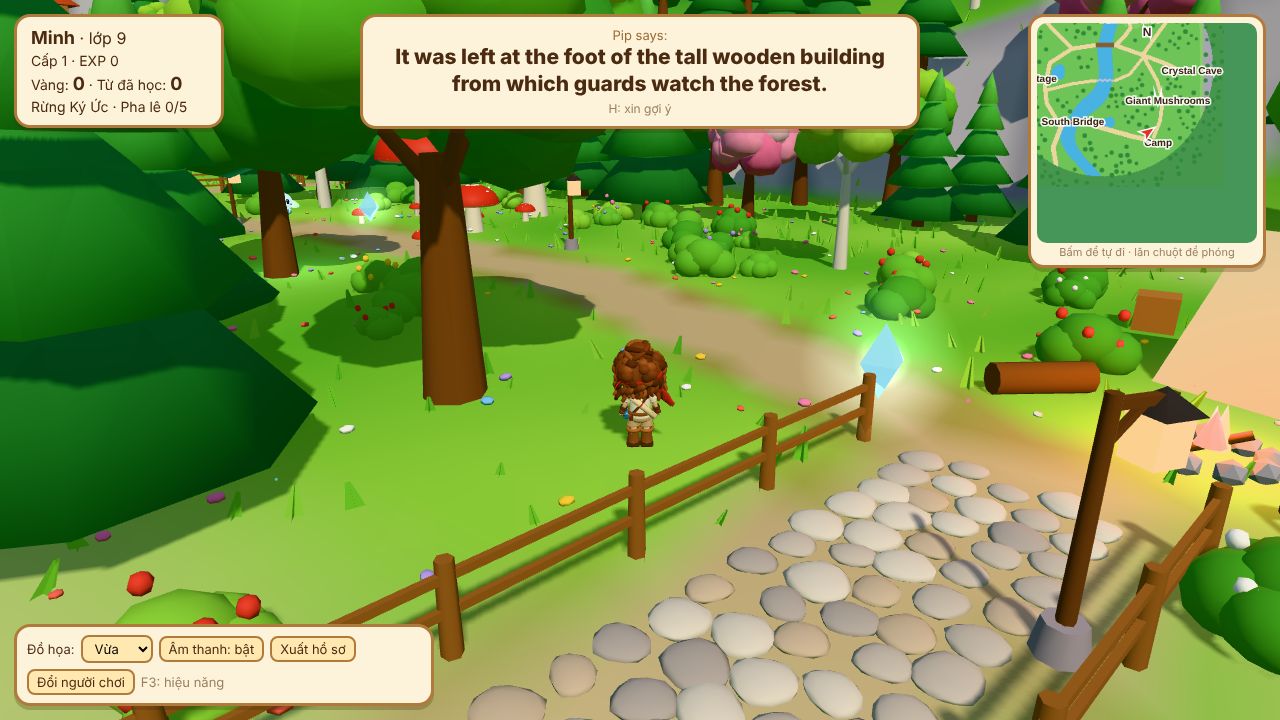 Minh · lớp 9
Cấp 1 · EXP 0
Vàng: 0 · Từ đã học: 0
Rừng Ký Ức · Pha lê 0/5
Pip says:
It was left at the foot of the tall wooden building
from which guards watch the forest.
H: xin gợi ý
N
tage
Crystal Cave
Giant Mushrooms
South Bridge
Camp
Bấm để tự đi · lăn chuột để phóng
Đồ họa: Vừa Âm thanh: bật Xuất hồ sơ
Đổi người chơi F3: hiệu năng